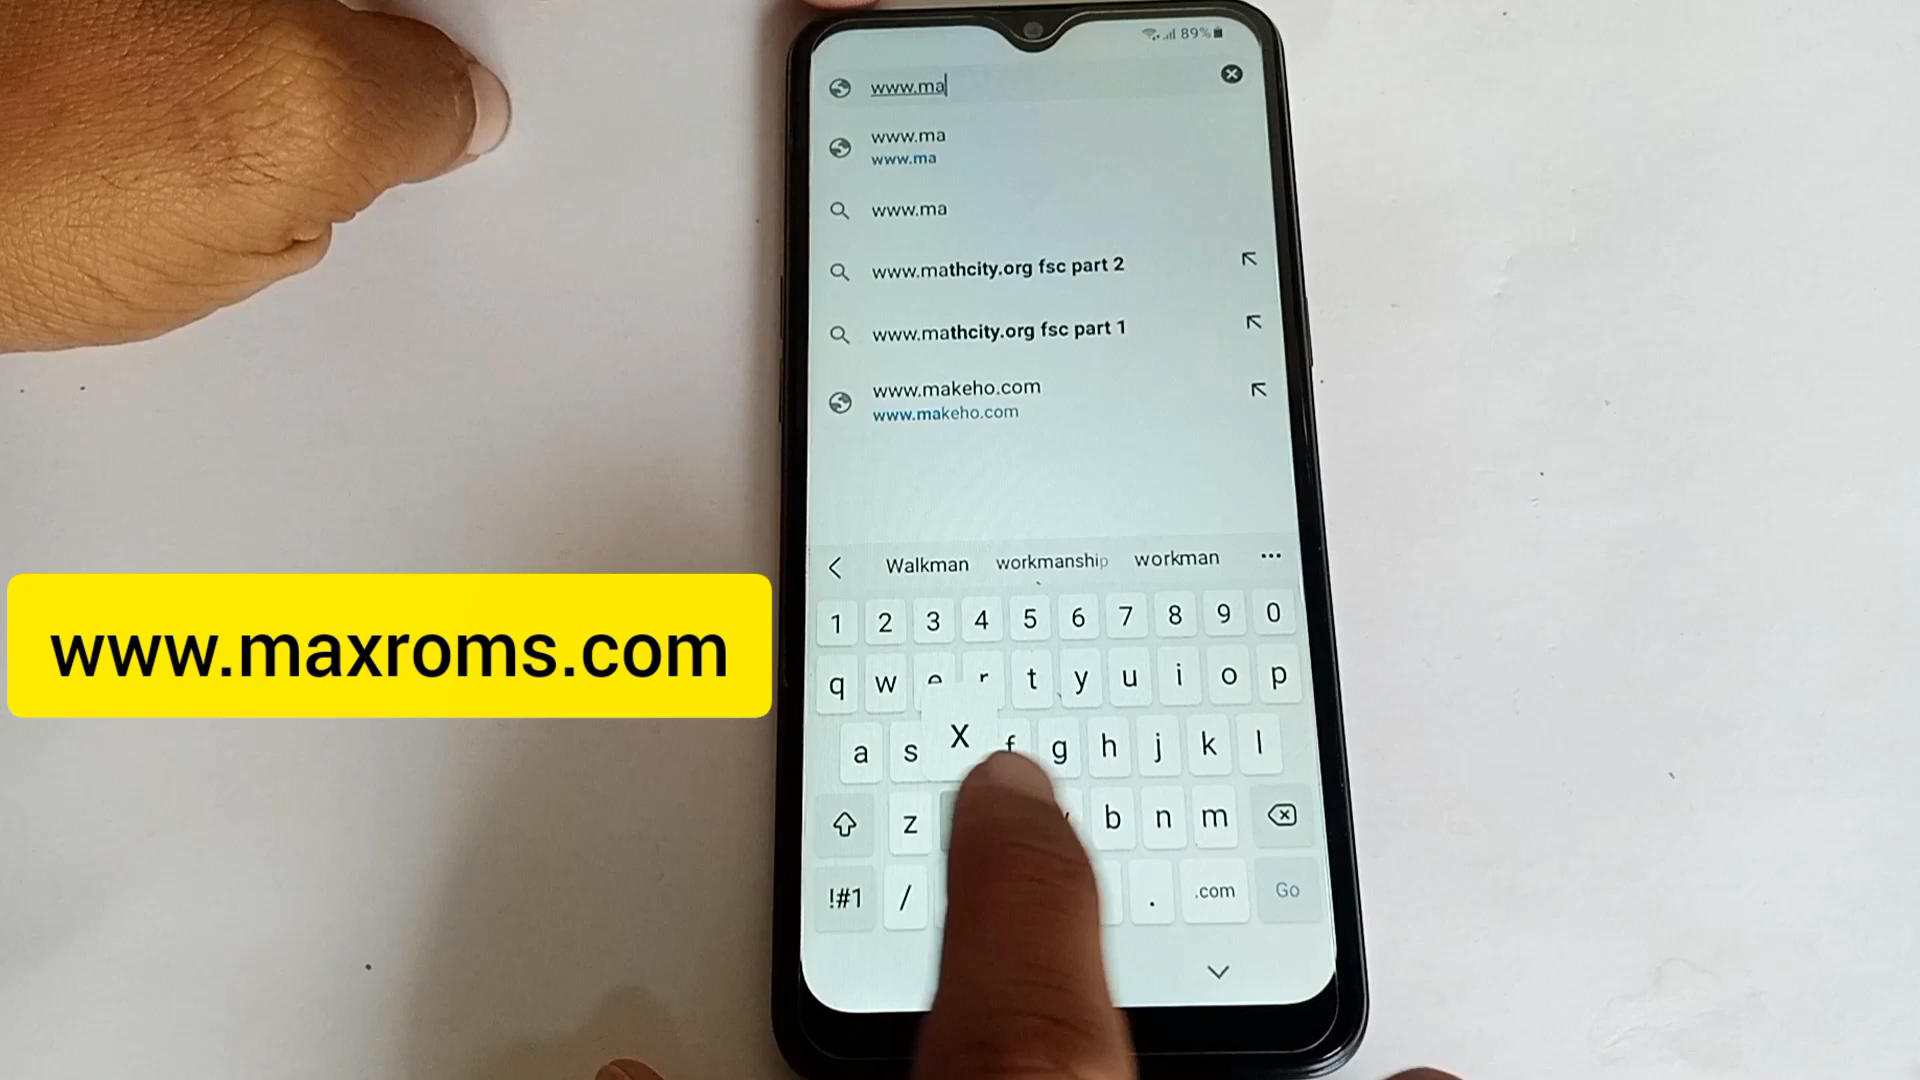 89%
www.ma
www.ma
www.ma
www.ma
www.mathcity.org fsc part 2
www.mathcity.org fsc part 1
www.makeho.com
www.makeho.com
www.maxroms.com
Walkman workmanship workman ...
1 2 3 4 5 6 7 8 9 0
q w e r t y u i o p
a s x f g h j k l
z b n m
!#1 / . .com Go